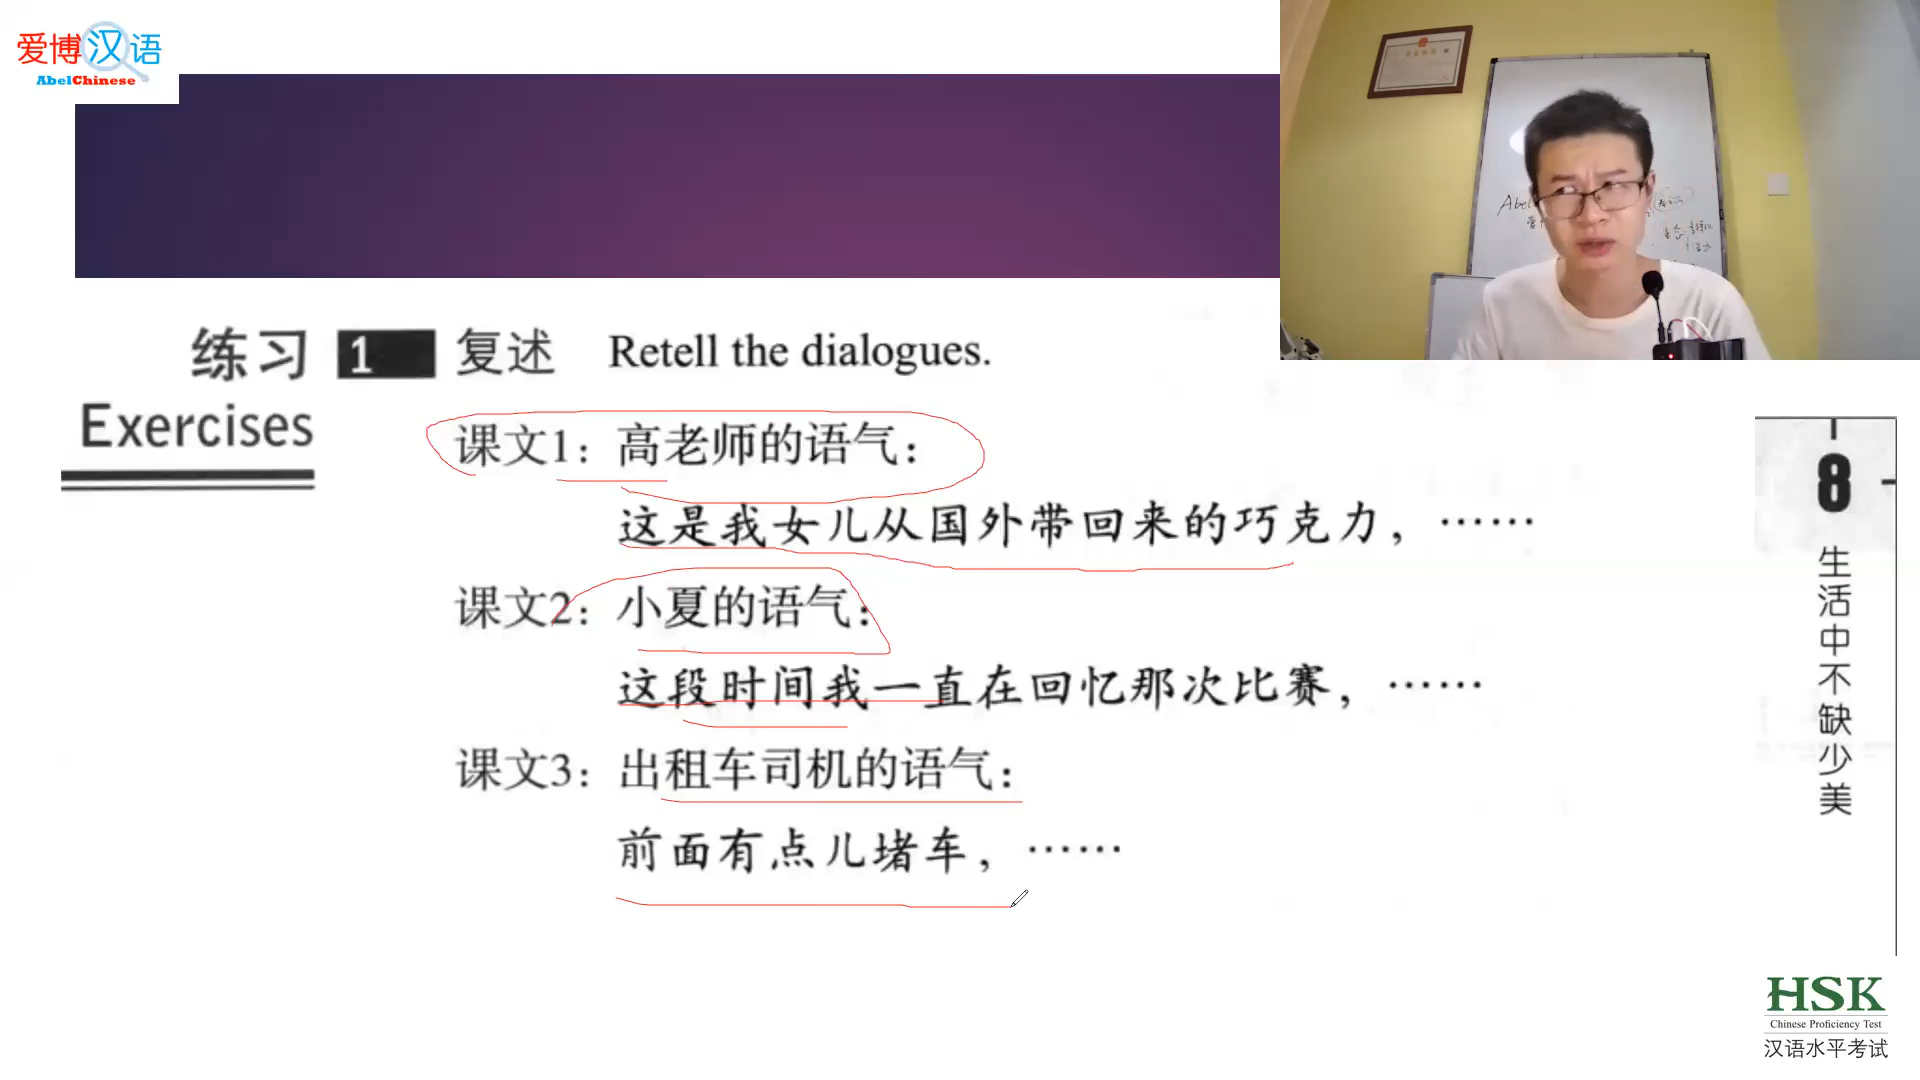 爱博汉语
AbelChinese
练习 1 复述 Retell the dialogues.
Exercises
课文1：高老师的语气：
这是我女儿从国外带回来的巧克力，……
课文2：小夏的语气：
这段时间我一直在回忆那次比赛，……
课文3：出租车司机的语气：
前面有点儿堵车，……
8
生活中不缺少美
Abel
HSK
Chinese Proficiency Test
汉语水平考试